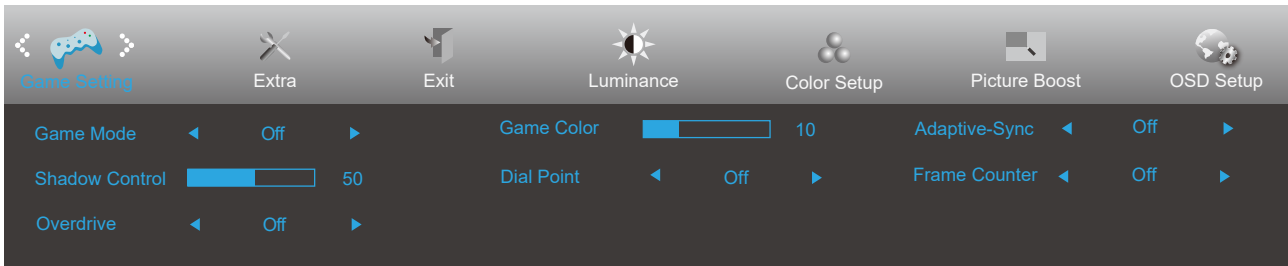 Game Setting Extra Exit Luminance Color Setup Picture Boost OSD Setup
Game Mode Off Game Color 10 Adaptive-Sync Off
Shadow Control 50 Dial Point Off Frame Counter Off
Overdrive Off